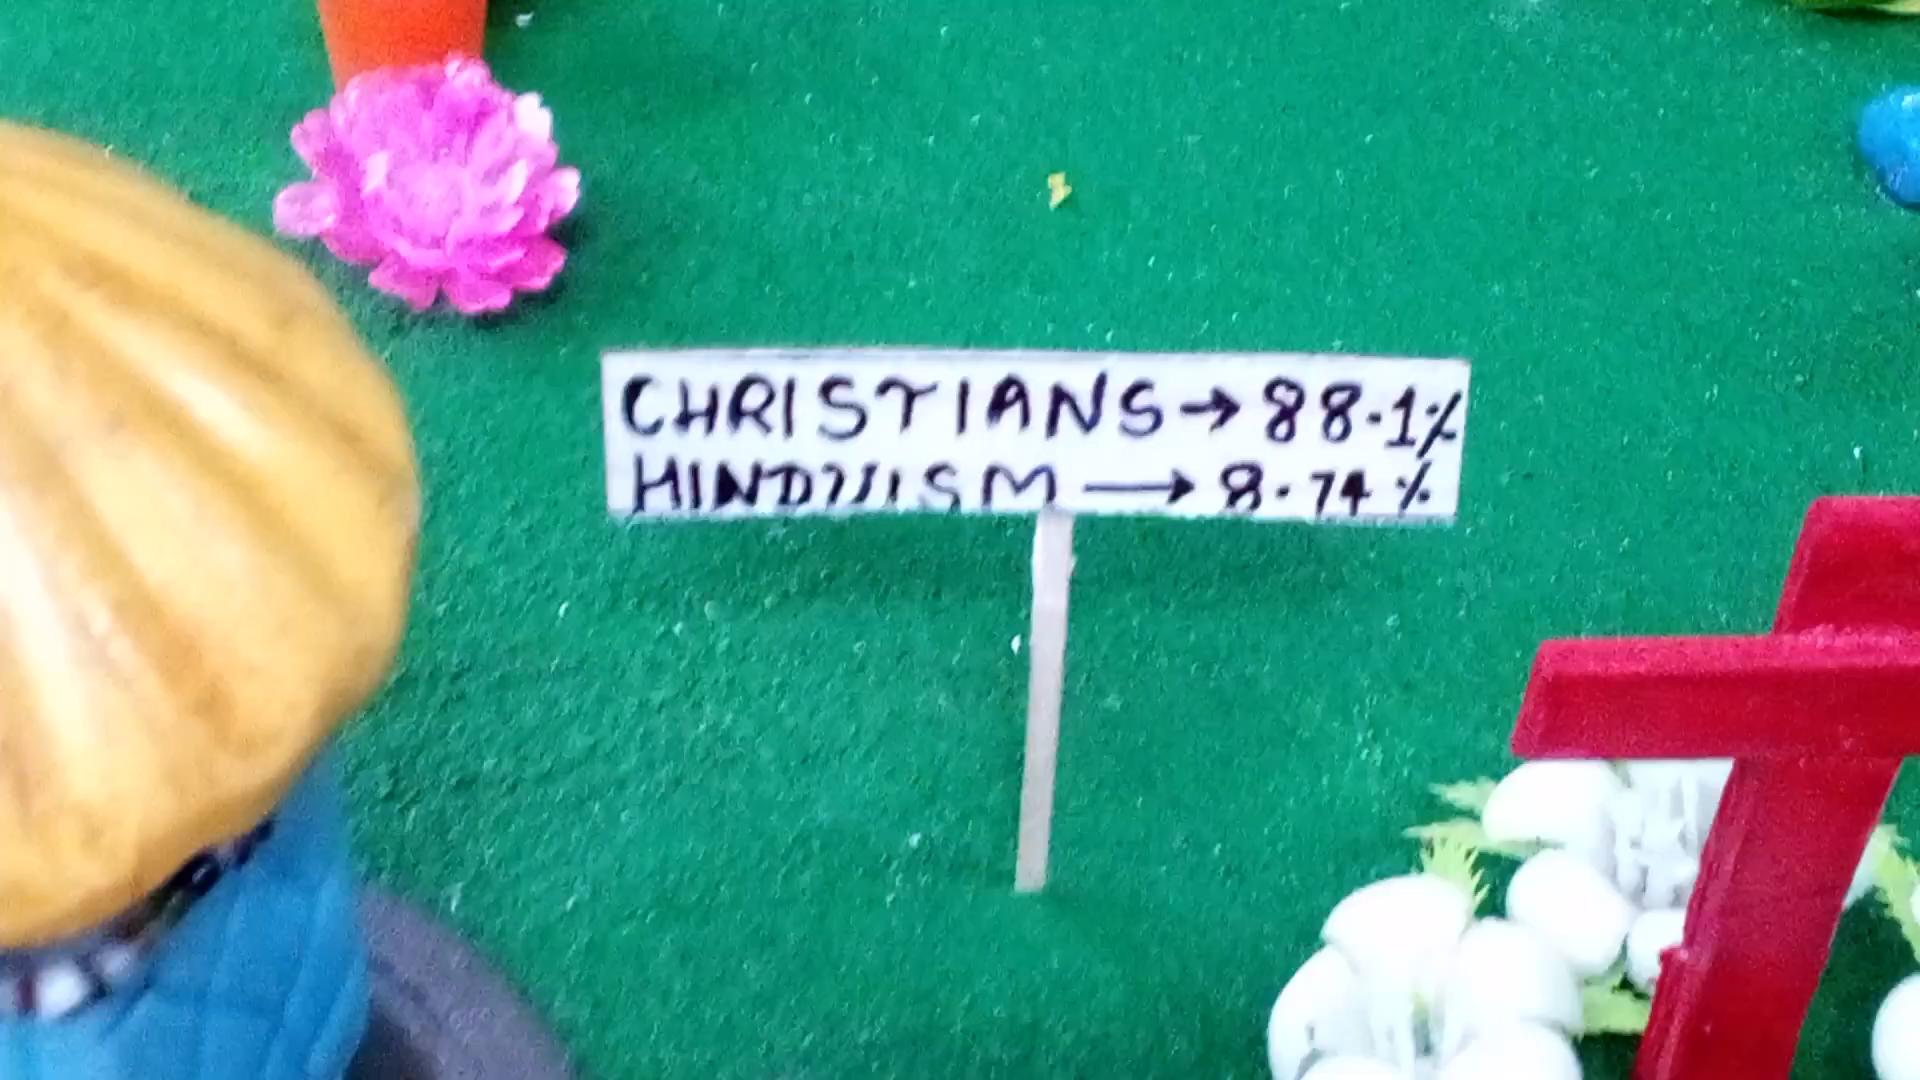 CHRISTIANS → 88.1%
HINDUISM → 8.74%